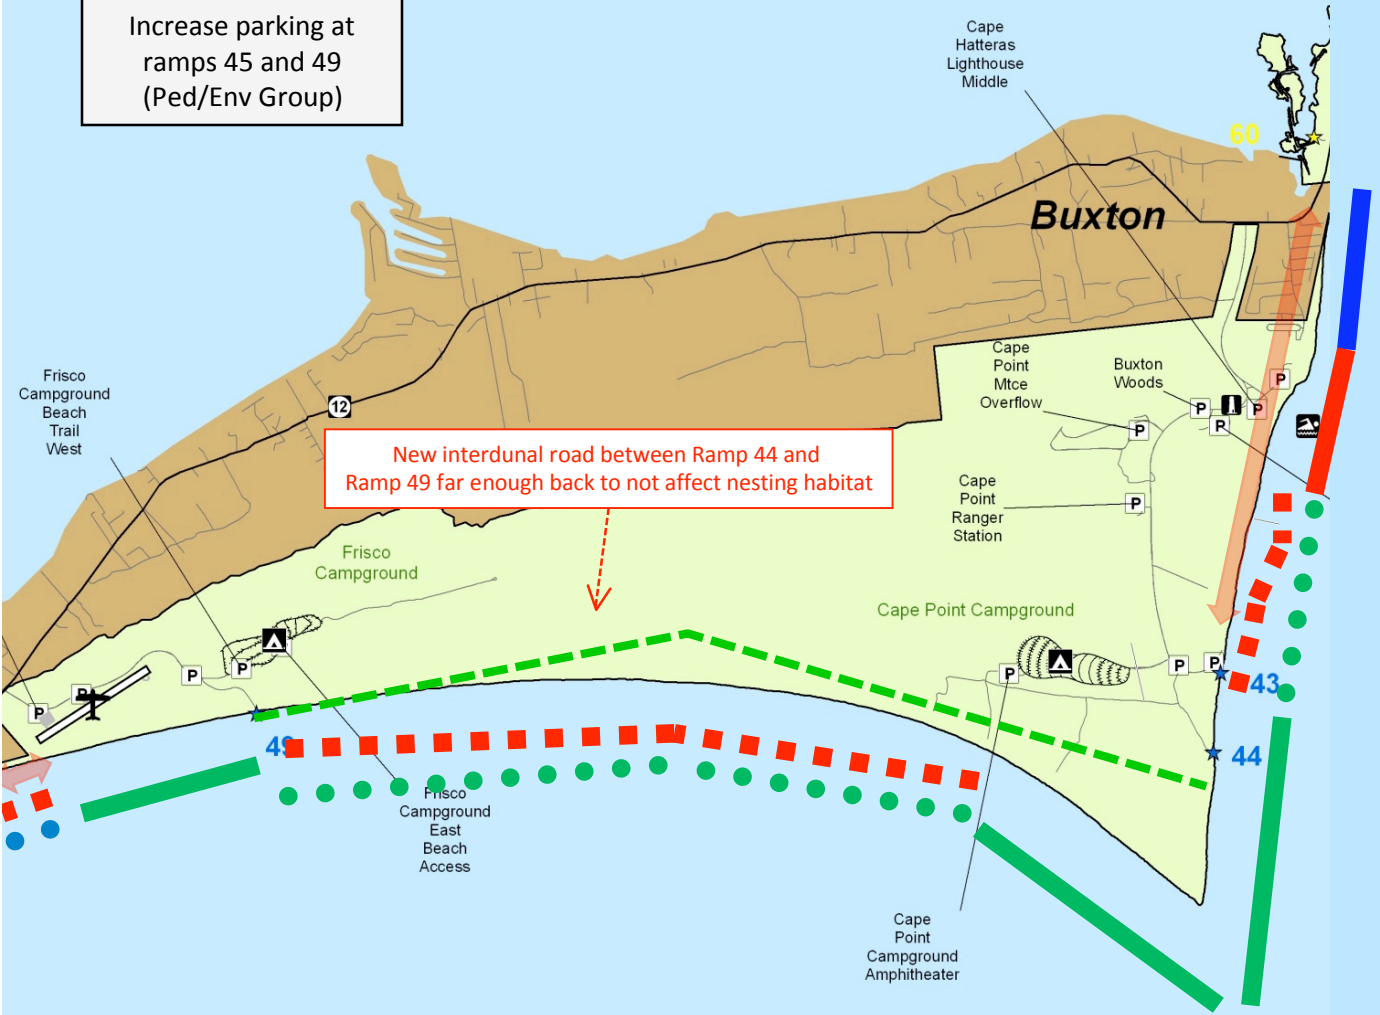 Increase parking at
ramps 45 and 49
(Ped/Env Group)
Cape
Hatteras
Lighthouse
Middle
60
Buxton
Frisco
Campground
Beach
Trail
West
12
Cape
Point
Mtce
Overflow
Buxton
Woods
P
P
P
P
P
New interdunal road between Ramp 44 and
Ramp 49 far enough back to not affect nesting habitat
Cape
Point
Ranger
Station
P
Frisco
Campground
Cape Point Campground
P
P
P
P
P
P
P
43
49
44
Frisco
Campground
East
Beach
Access
Cape
Point
Campground
Amphitheater